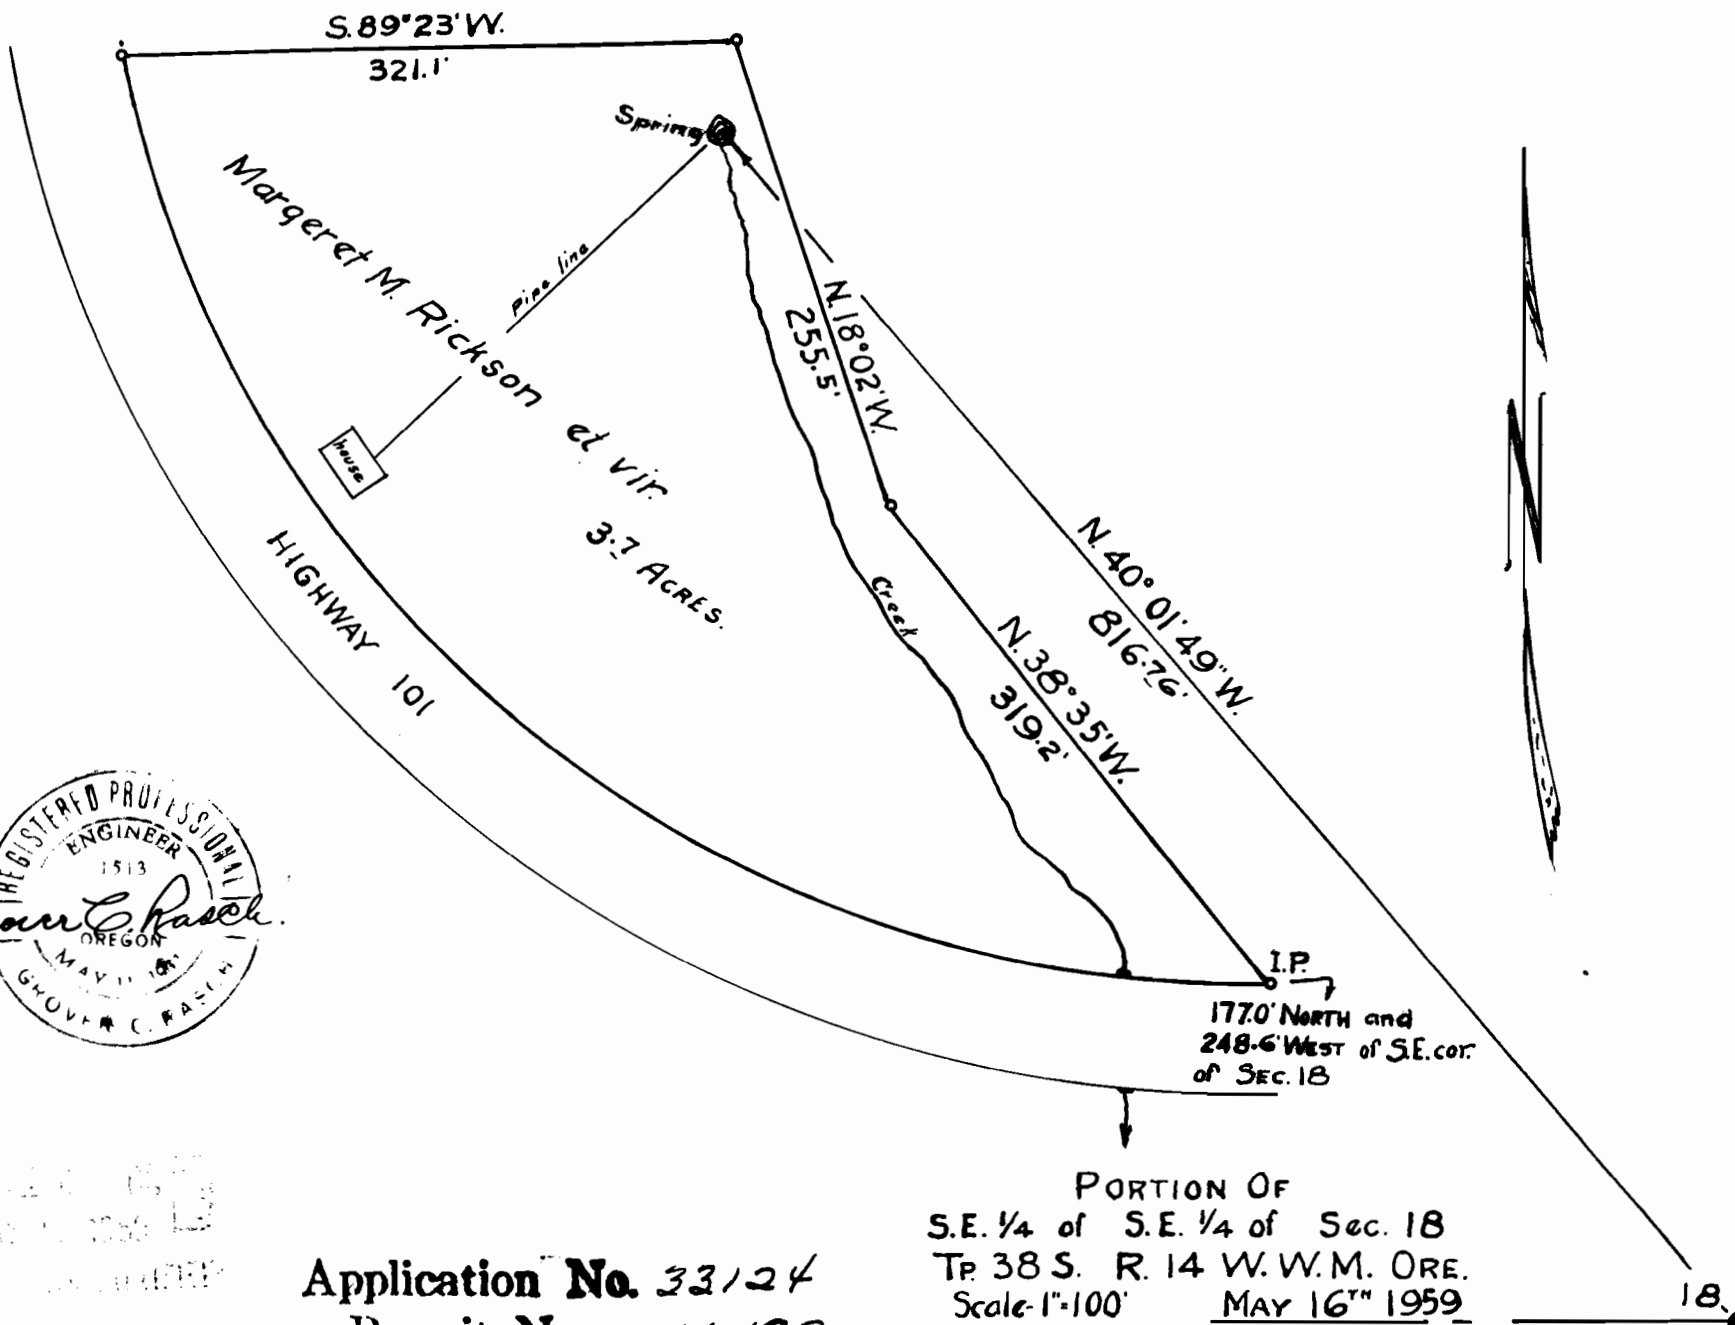 S.89°23'W.
321.1'
Spring
Margeret M. Rickson et vir.
3.7 ACRES.
pipe line
house
N.18°02'W.
255.5'
Creek
N.38°35'W.
319.2'
N.40°01'49"W.
816.76'
N
HIGHWAY 101
I.P.
177.0' NORTH and
248.6' WEST of S.E. cor.
of SEC. 18
REGISTERED PROFESSIONAL
ENGINEER
1513
C. Rasch.
OREGON
MAY 11
GROVER C. RASCH
PORTION OF
S.E. 1/4 of S.E. 1/4 of Sec. 18
TP. 38 S. R. 14 W. W.M. ORE.
Scale-1"=100' MAY 16TH 1959
Application No. 33124
18